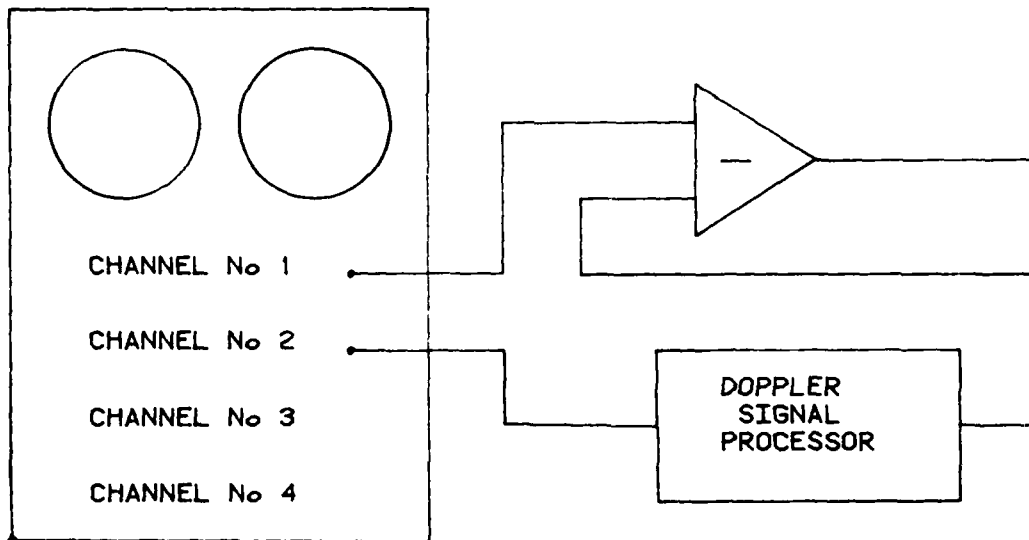 CHANNEL No 1
CHANNEL No 2
CHANNEL No 3
CHANNEL No 4
DOPPLER
SIGNAL
PROCESSOR